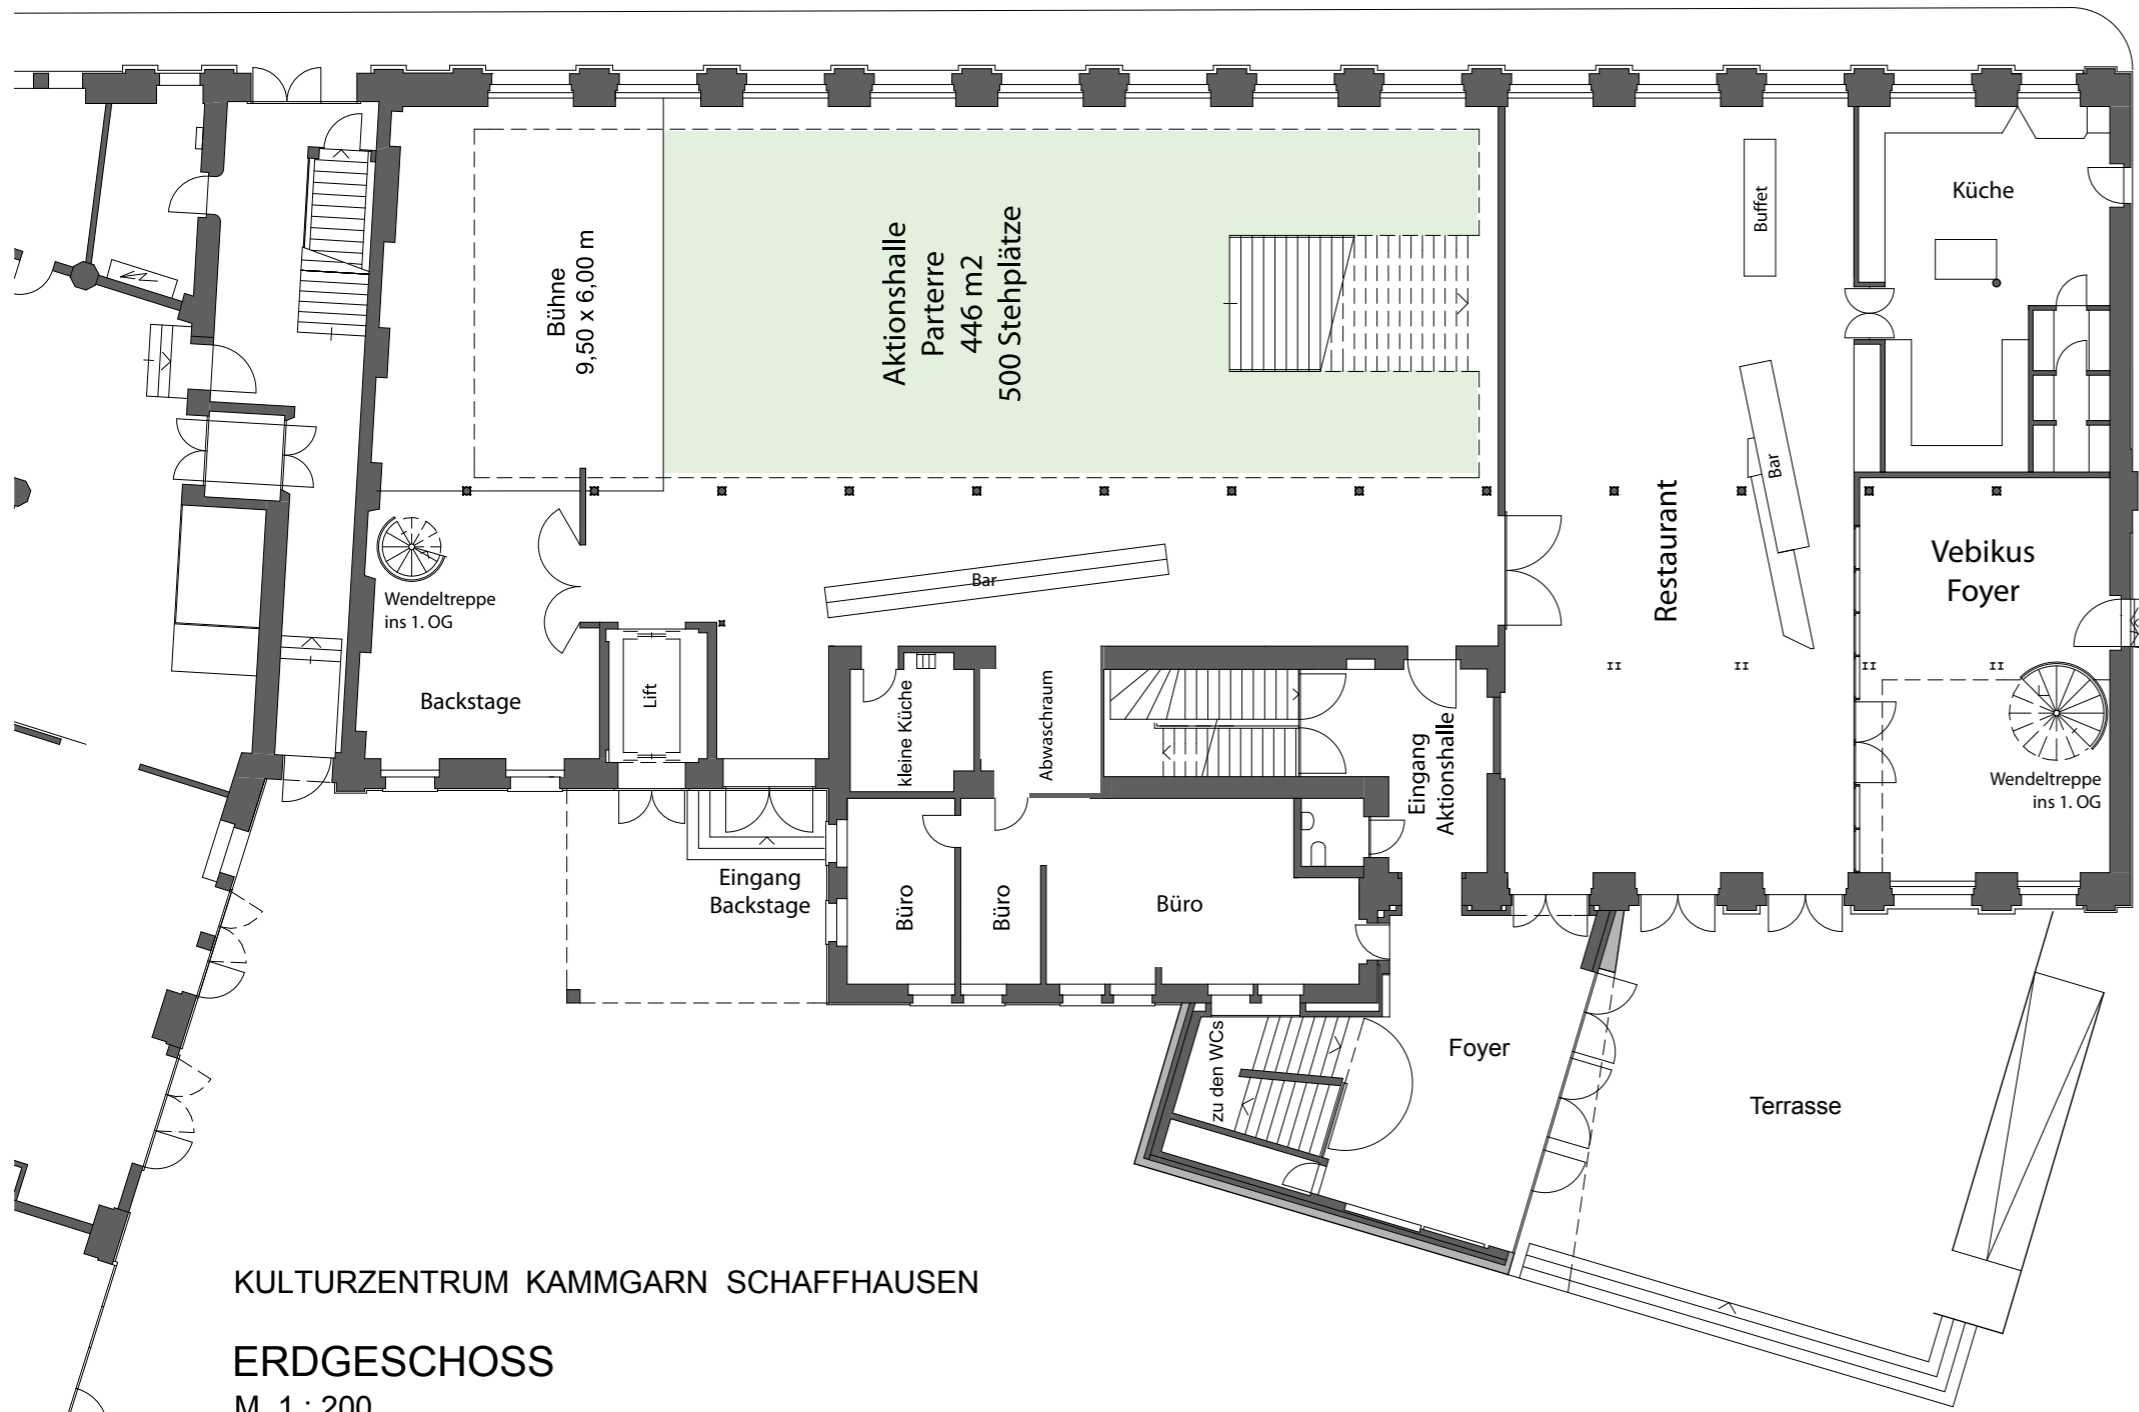 Bühne
9,50 x 6,00 m
Aktionshalle
Parterre
446 m2
500 Stehplätze
Buffet
Küche
Bar
Restaurant
Vebikus
Foyer
Wendeltreppe
ins 1. OG
Bar
Wendeltreppe
ins 1. OG
Backstage
Lift
kleine Küche
Abwaschraum
Eingang
Aktionshalle
Eingang
Backstage
Büro
Büro
Büro
zu den WCs
Foyer
Terrasse
KULTURZENTRUM KAMMGARN SCHAFFHAUSEN
ERDGESCHOSS
M 1 : 200